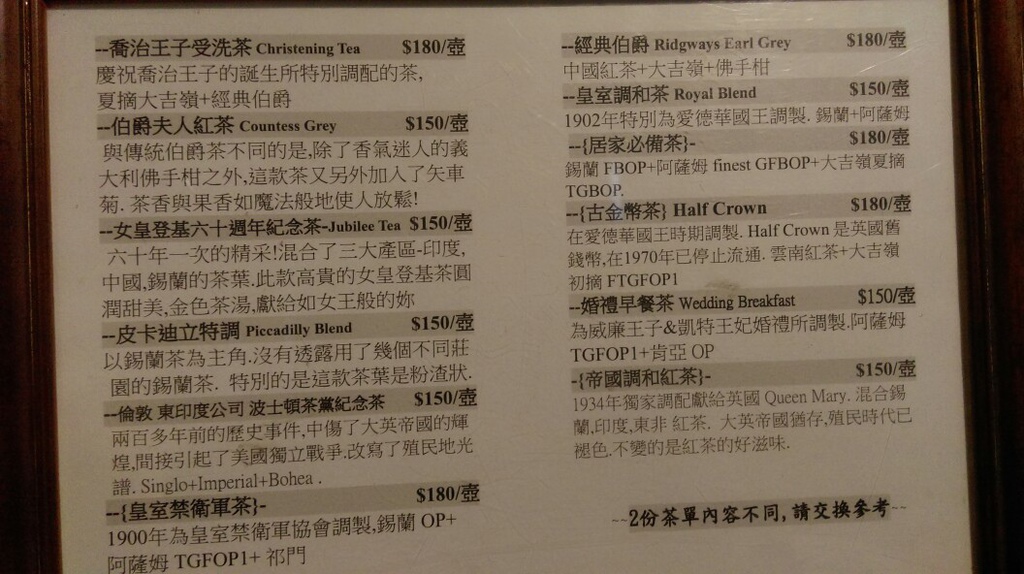 --喬治王子受洗茶 Christening Tea $180/壺
慶祝喬治王子的誕生所特別調配的茶,
夏摘大吉嶺+經典伯爵
--伯爵夫人紅茶 Countess Grey $150/壺
與傳統伯爵茶不同的是,除了香氣迷人的義
大利佛手柑之外,這款茶又另外加入了矢車
菊. 茶香與果香如魔法般地使人放鬆!
--女皇登基六十週年紀念茶-Jubilee Tea $150/壺
六十年一次的精采!混合了三大產區-印度,
中國,錫蘭的茶葉.此款高貴的女皇登基茶圓
潤甜美,金色茶湯,獻給如女王般的妳
--皮卡迪立特調 Piccadilly Blend $150/壺
以錫蘭茶為主角.沒有透露用了幾個不同莊
園的錫蘭茶. 特別的是這款茶葉是粉渣狀.
--倫敦 東印度公司 波士頓茶黨紀念茶 $150/壺
兩百多年前的歷史事件,中傷了大英帝國的輝
煌,間接引起了美國獨立戰爭.改寫了殖民地光
譜. Singlo+Imperial+Bohea .
--{皇室禁衛軍茶}- $180/壺
1900年為皇室禁衛軍協會調製,錫蘭 OP+
阿薩姆 TGFOP1+ 祁門
--經典伯爵 Ridgways Earl Grey $180/壺
中國紅茶+大吉嶺+佛手柑
--皇室調和茶 Royal Blend $150/壺
1902年特別為愛德華國王調製. 錫蘭+阿薩姆
--{居家必備茶}- $180/壺
錫蘭 FBOP+阿薩姆 finest GFBOP+大吉嶺夏摘
TGBOP.
--{古金幣茶} Half Crown $180/壺
在愛德華國王時期調製. Half Crown 是英國舊
錢幣,在1970年已停止流通. 雲南紅茶+大吉嶺
初摘 FTGFOP1
--婚禮早餐茶 Wedding Breakfast $150/壺
為威廉王子&凱特王妃婚禮所調製.阿薩姆
TGFOP1+肯亞 OP
-{帝國調和紅茶}- $150/壺
1934年獨家調配獻給英國 Queen Mary. 混合錫
蘭,印度,東非 紅茶. 大英帝國猶存,殖民時代已
褪色.不變的是紅茶的好滋味.
~~2份茶單內容不同, 請交換參考~~